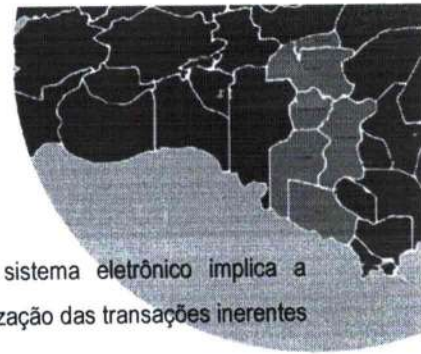 sistema eletrônico implica a
zação das transações inerentes